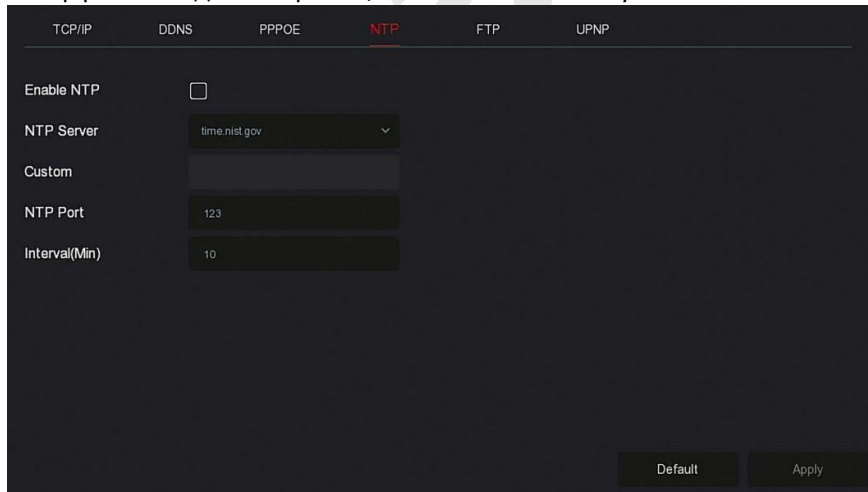 TCP/IP DDNS PPPOE NTP FTP UPNP
Enable NTP
NTP Server time.nist.gov
Custom
NTP Port 123
Interval(Min) 10
Default Apply